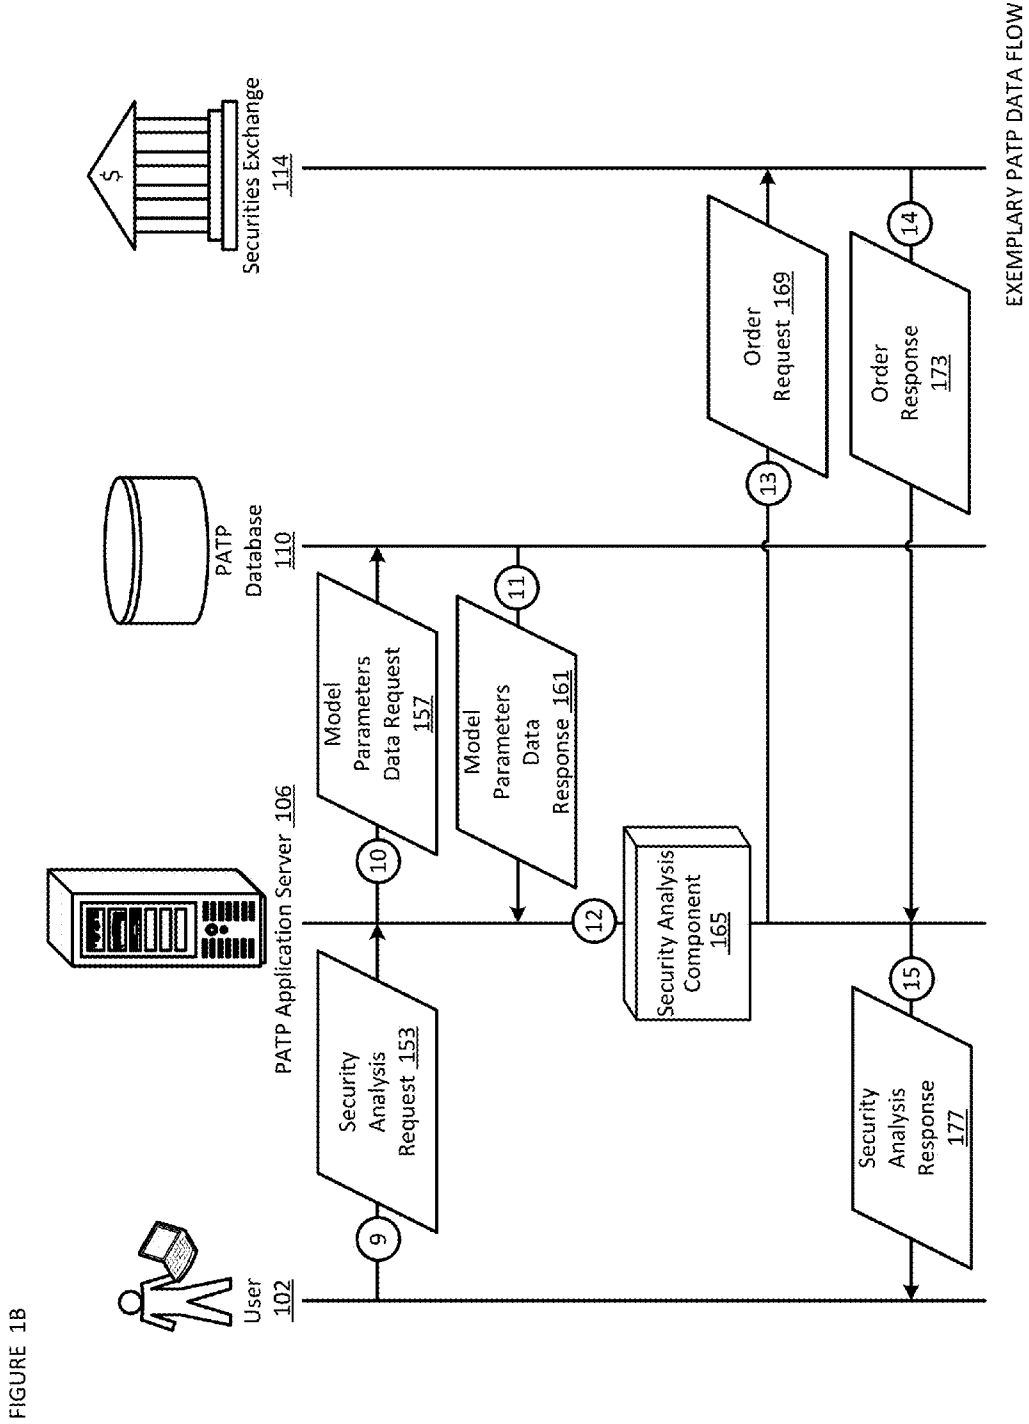 FIGURE 1B
User
102
PATP Application Server 106
PATP
Database
110
Securities Exchange
114
$
9
Security
Analysis
Request 153
10
Model
Parameters
Data Request
157
11
Model
Parameters
Data
Response 161
12
Security Analysis
Component
165
13
Order
Request 169
14
Order
Response
173
15
Security
Analysis
Response
177
EXEMPLARY PATP DATA FLOW